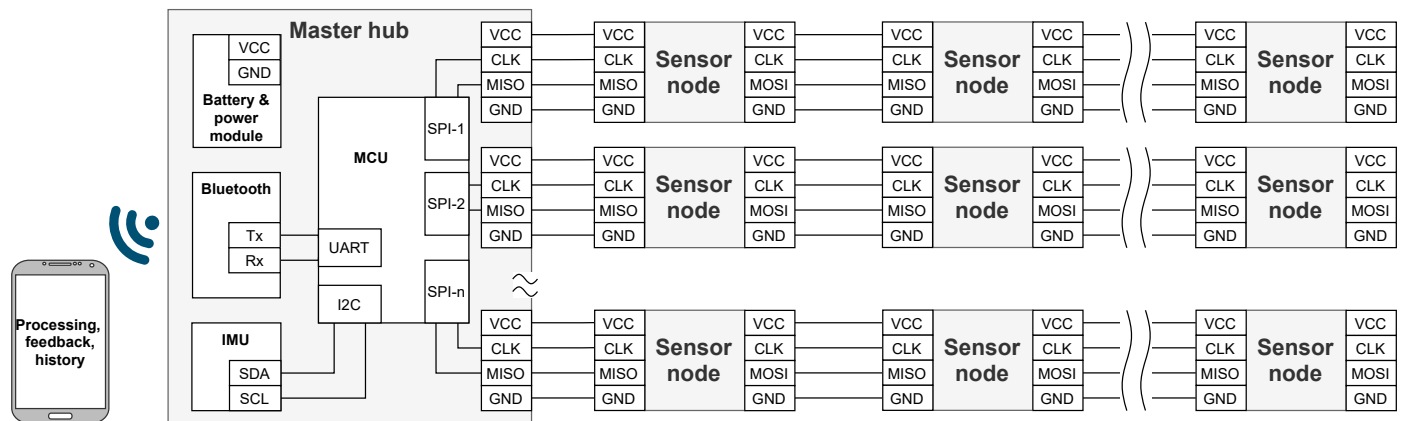 Master hub
VCC
GND
Battery &
power
module
Bluetooth
Tx
Rx
IMU
SDA
SCL
MCU
SPI-1
SPI-2
SPI-n
UART
I2C
Processing,
feedback,
history
VCC
CLK
MISO
GND
VCC
CLK
MISO
GND
Sensor
node
VCC
CLK
MOSI
GND
VCC
CLK
MISO
GND
Sensor
node
VCC
CLK
MOSI
GND
VCC
CLK
MISO
GND
Sensor
node
VCC
CLK
MOSI
GND
VCC
CLK
MISO
GND
VCC
CLK
MISO
GND
Sensor
node
VCC
CLK
MOSI
GND
VCC
CLK
MISO
GND
Sensor
node
VCC
CLK
MOSI
GND
VCC
CLK
MISO
GND
Sensor
node
VCC
CLK
MOSI
GND
VCC
CLK
MISO
GND
VCC
CLK
MISO
GND
Sensor
node
VCC
CLK
MOSI
GND
VCC
CLK
MISO
GND
Sensor
node
VCC
CLK
MOSI
GND
VCC
CLK
MISO
GND
Sensor
node
VCC
CLK
MOSI
GND